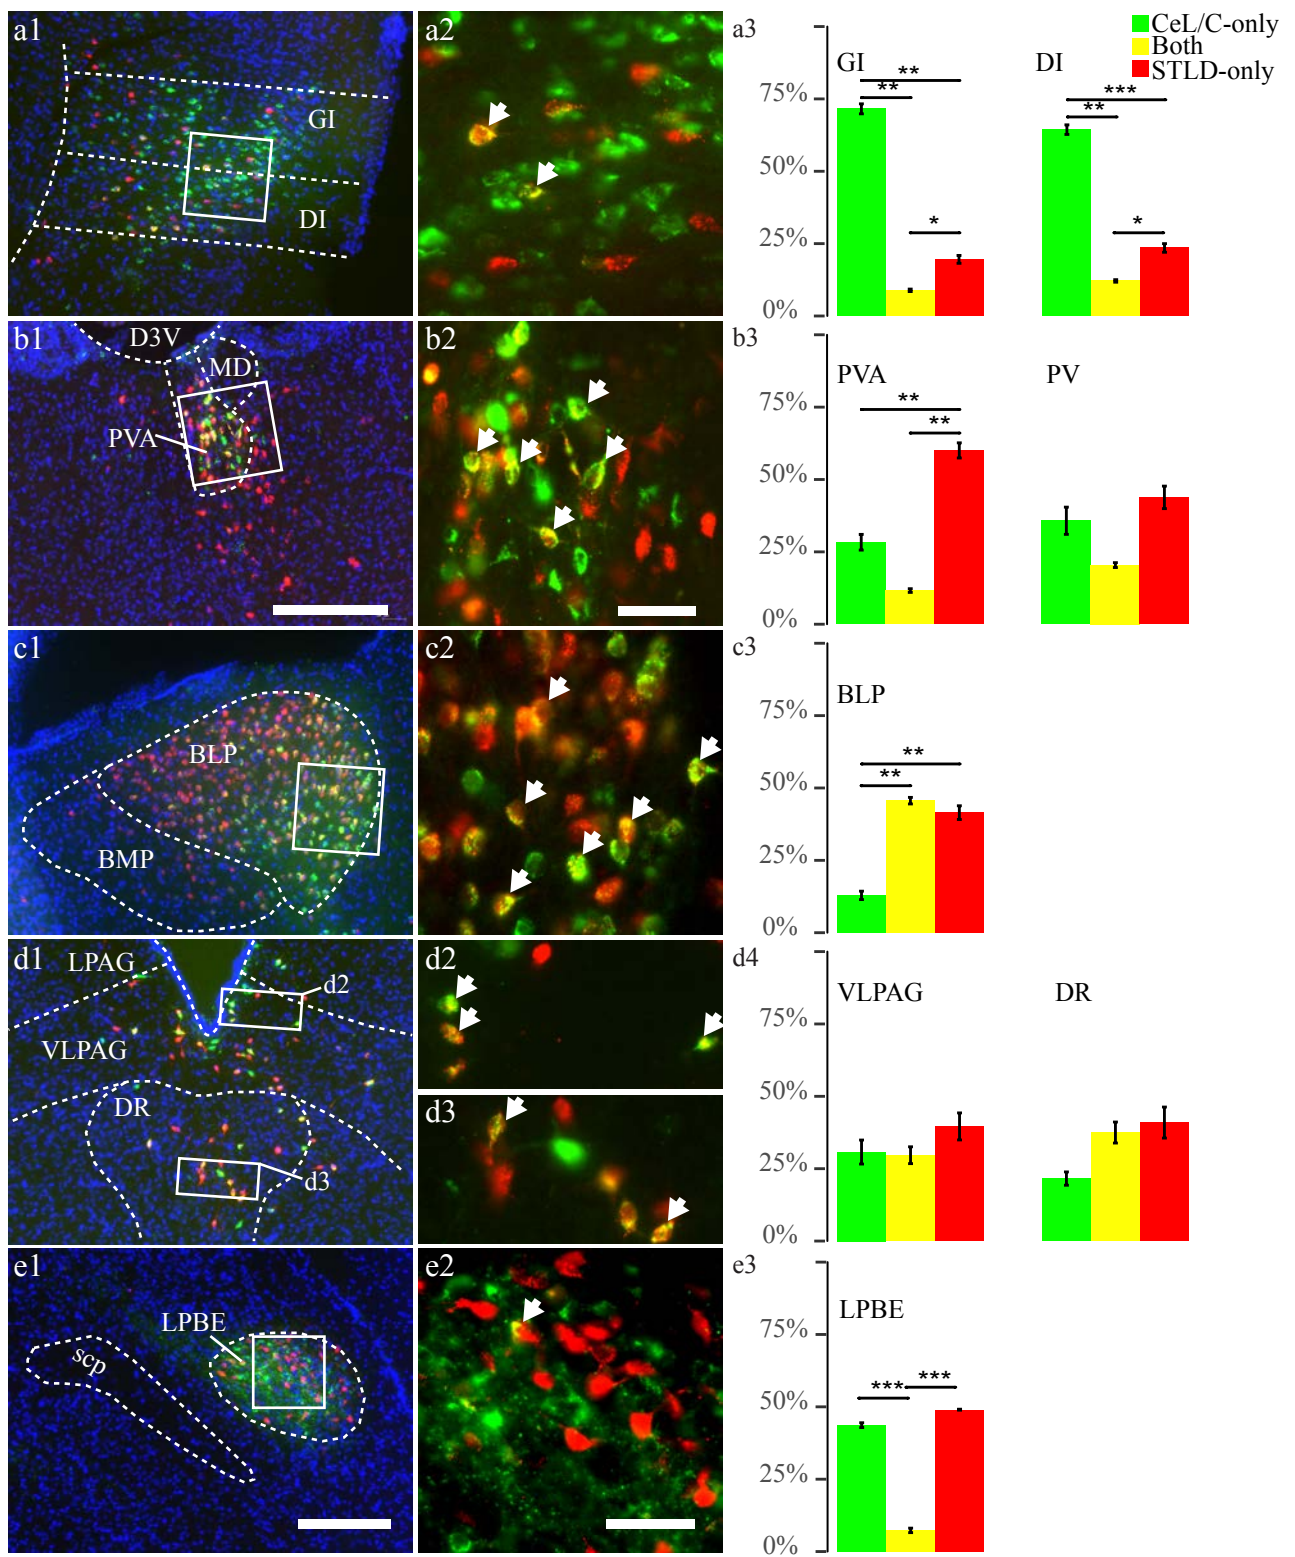 a1
GI
DI
a2
a3
CeL/C-only
Both
STLD-only
GI
DI
75%
50%
25%
0%
**
**
*
***
**
*
b1
D3V
MD
PVA
b2
b3
PVA
PV
75%
50%
25%
0%
**
**
c1
BLP
BMP
c2
c3
BLP
75%
50%
25%
0%
**
**
d1
LPAG
d2
VLPAG
DR
d3
d2
d3
d4
VLPAG
DR
75%
50%
25%
0%
e1
LPBE
scp
e2
e3
LPBE
75%
50%
25%
0%
***
***